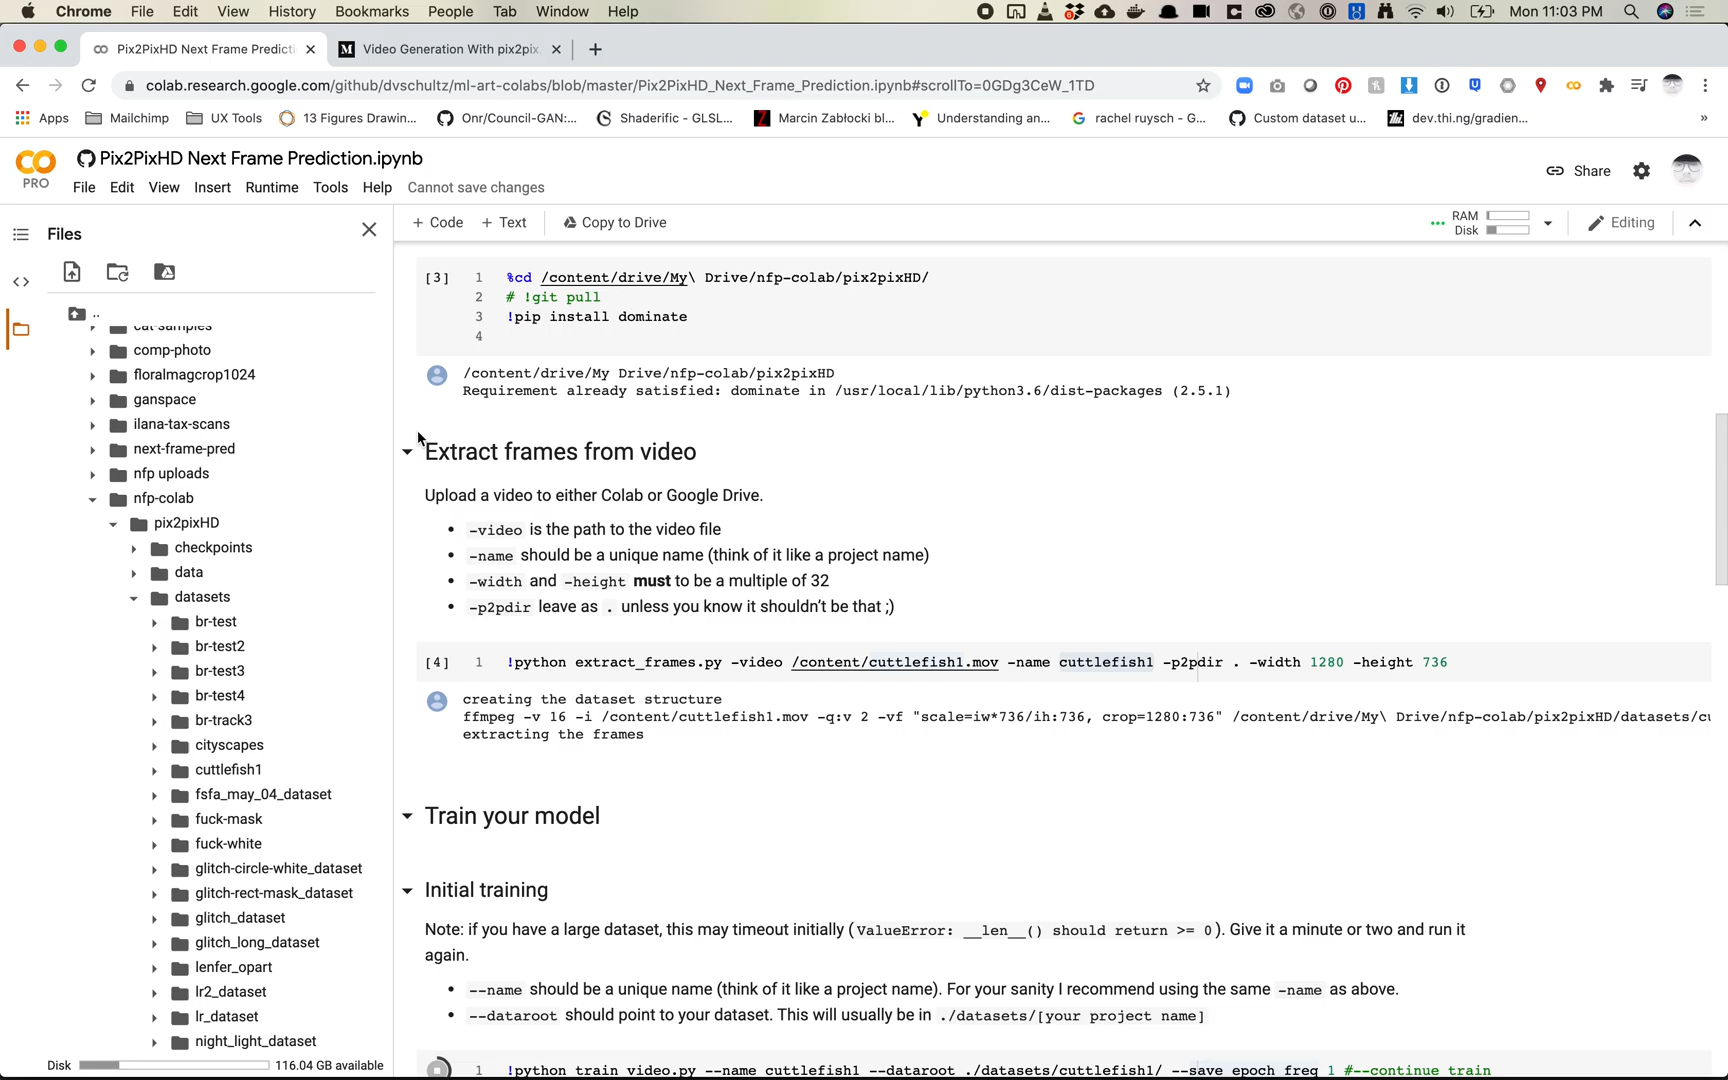 Chrome File Edit View History Bookmarks People Tab Window Help Mon 11:03 PM
Pix2PixHD Next Frame Predicti M Video Generation With pix2pix.
colab.research.google.com/github/dvschultz/ml-art-colabs/blob/master/Pix2PixHD_Next_Frame_Prediction.ipynb#scrollTo=0GDg3CeW_1TD
Apps Mailchimp UX Tools 13 Figures Drawin... Onr/Council-GAN:... Shaderific - GLSL... Marcin Zabłocki bl... Understanding an... rachel ruysch - G... Custom dataset u... dev.thi.ng/gradien... »
Pix2PixHD Next Frame Prediction.ipynb
PRO
File Edit View Insert Runtime Tools Help Cannot save changes
Share
Files
+ Code + Text Copy to Drive
RAM
Disk
Editing
..
cat-samples
comp-photo
floralmagcrop1024
ganspace
ilana-tax-scans
next-frame-pred
nfp uploads
nfp-colab
pix2pixHD
checkpoints
data
datasets
br-test
br-test2
br-test3
br-test4
br-track3
cityscapes
cuttlefish1
fsfa_may_04_dataset
fuck-mask
fuck-white
glitch-circle-white_dataset
glitch-rect-mask_dataset
glitch_dataset
glitch_long_dataset
lenfer_opart
lr2_dataset
lr_dataset
night_light_dataset
Disk 116.04 GB available
[3] 1 %cd /content/drive/My\ Drive/nfp-colab/pix2pixHD/
2 # !git pull
3 !pip install dominate
4
/content/drive/My Drive/nfp-colab/pix2pixHD
Requirement already satisfied: dominate in /usr/local/lib/python3.6/dist-packages (2.5.1)
Extract frames from video
Upload a video to either Colab or Google Drive.
• -video is the path to the video file
• -name should be a unique name (think of it like a project name)
• -width and -height must to be a multiple of 32
• -p2pdir leave as . unless you know it shouldn't be that ;)
[4] 1 !python extract_frames.py -video /content/cuttlefish1.mov -name cuttlefish1 -p2pdir . -width 1280 -height 736
creating the dataset structure
ffmpeg -v 16 -i /content/cuttlefish1.mov -q:v 2 -vf "scale=iw*736/ih:736, crop=1280:736" /content/drive/My\ Drive/nfp-colab/pix2pixHD/datasets/cu
extracting the frames
Train your model
Initial training
Note: if you have a large dataset, this may timeout initially (ValueError: __len__() should return >= 0). Give it a minute or two and run it
again.
• --name should be a unique name (think of it like a project name). For your sanity I recommend using the same -name as above.
• --dataroot should point to your dataset. This will usually be in ./datasets/[your project name]
1 !python train_video.py --name cuttlefish1 --dataroot ./datasets/cuttlefish1/ --save_epoch_freq 1 #--continue_train